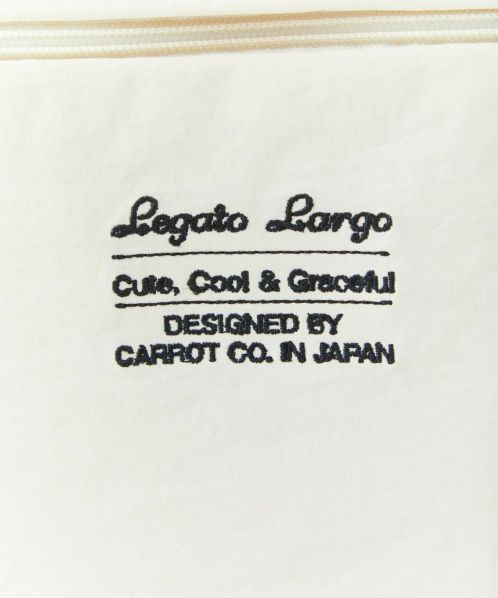 Legato Largo
Cute, Cool & Graceful
DESIGNED BY
CARROT CO. IN JAPAN